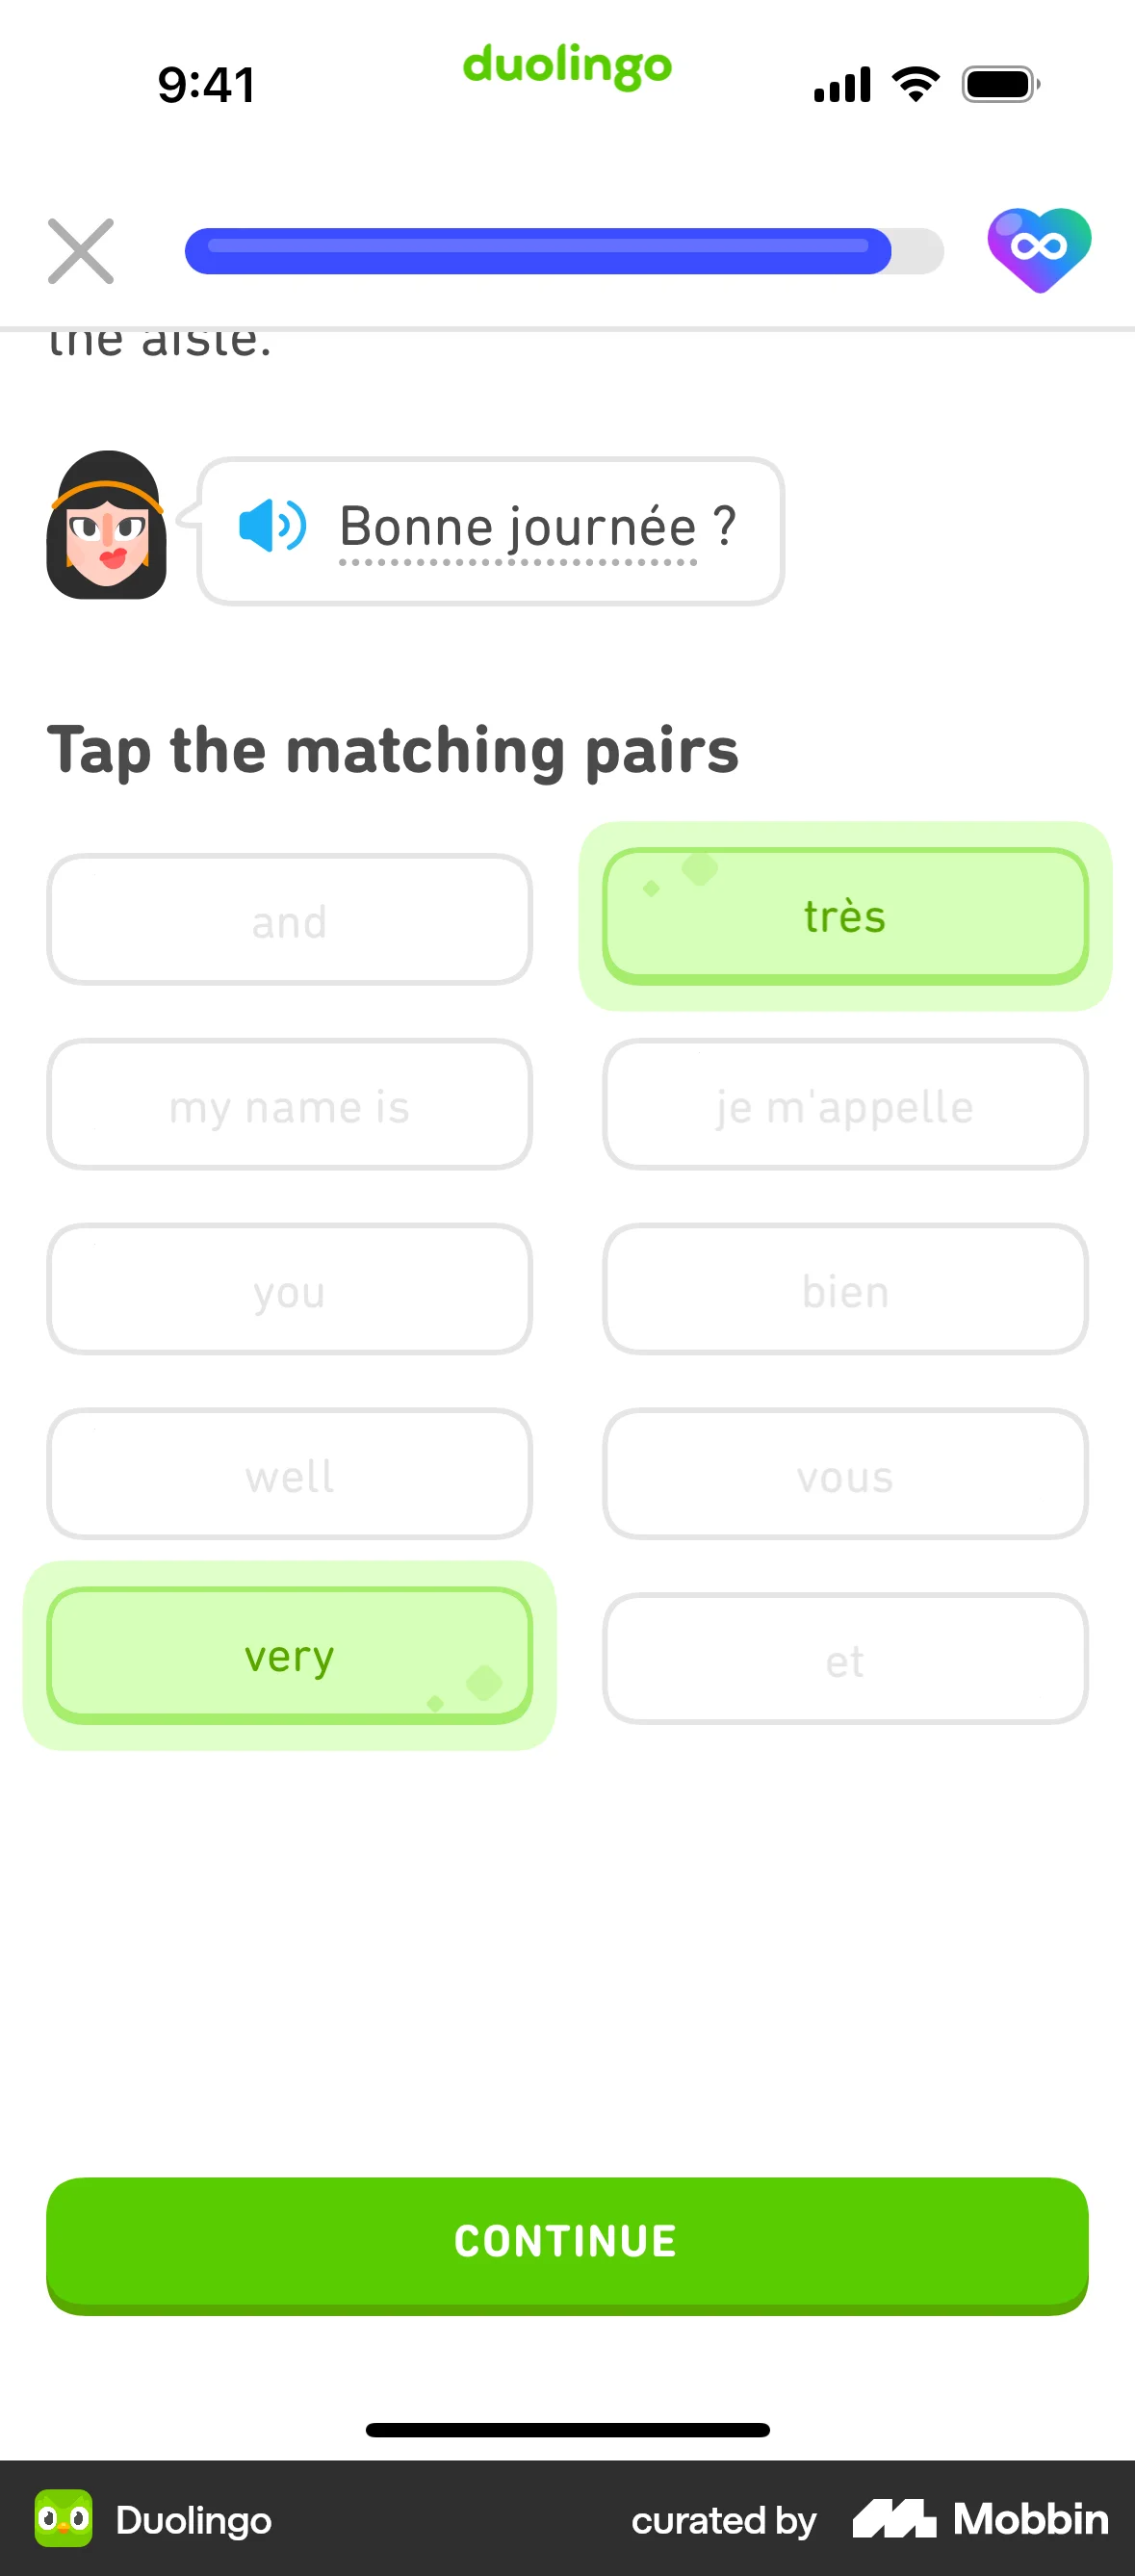 9:41
duolingo
the aisle.
Bonne journée ?
Tap the matching pairs
and
très
my name is
je m'appelle
you
bien
well
vous
very
et
CONTINUE
Duolingo
curated by
Mobbin